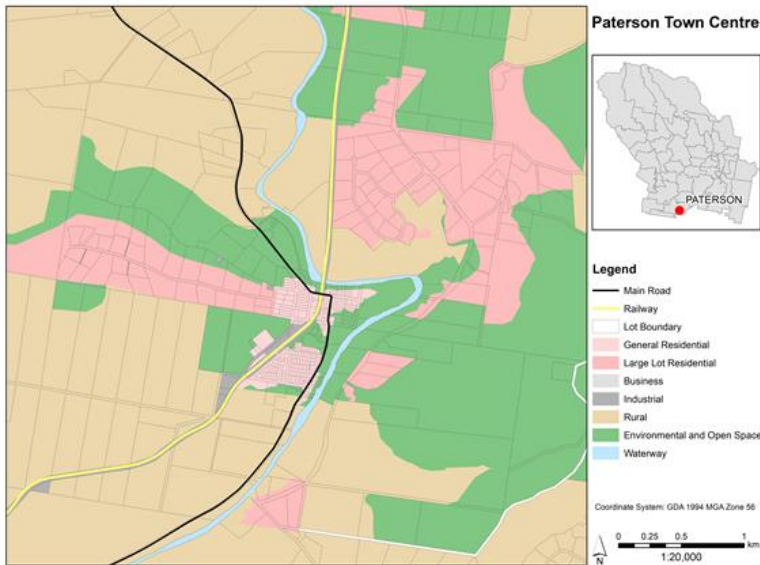 Paterson Town Centre
PATERSON
Legend
Main Road
Railway
Lot Boundary
General Residential
Large Lot Residential
Business
Industrial
Rural
Environmental and Open Space
Waterway
Coordinate System: GDA 1994 MGA Zone 56
N
0 0.25 0.5 1
km
1:20,000